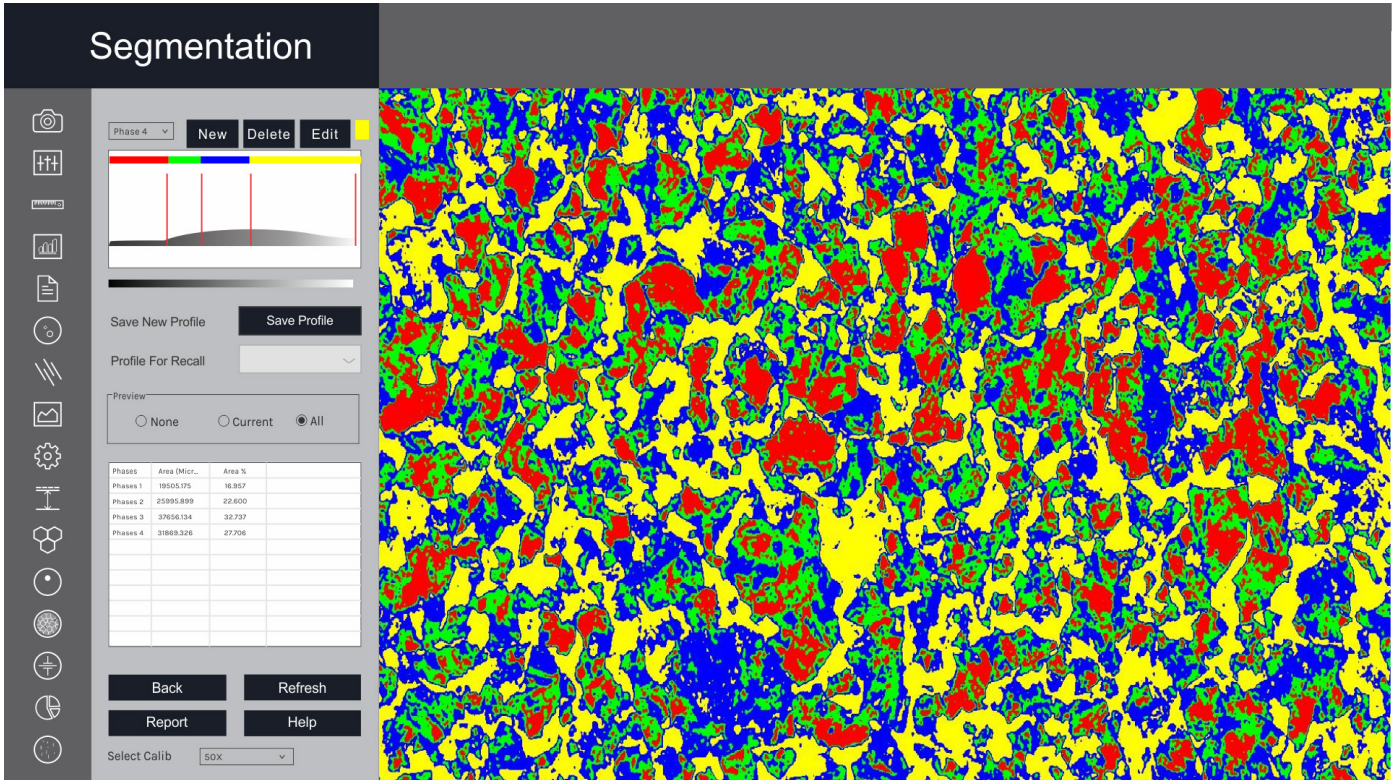 Segmentation
Phase 4
New
Delete
Edit
Save New Profile
Save Profile
Profile For Recall
Preview
None
Current
All
Phases Area (Micr... Area %
Phases 1 19505.175 16.957
Phases 2 25995.899 22.600
Phases 3 37656.134 32.737
Phases 4 31869.326 27.706
Back
Refresh
Report
Help
Select Calib
50X